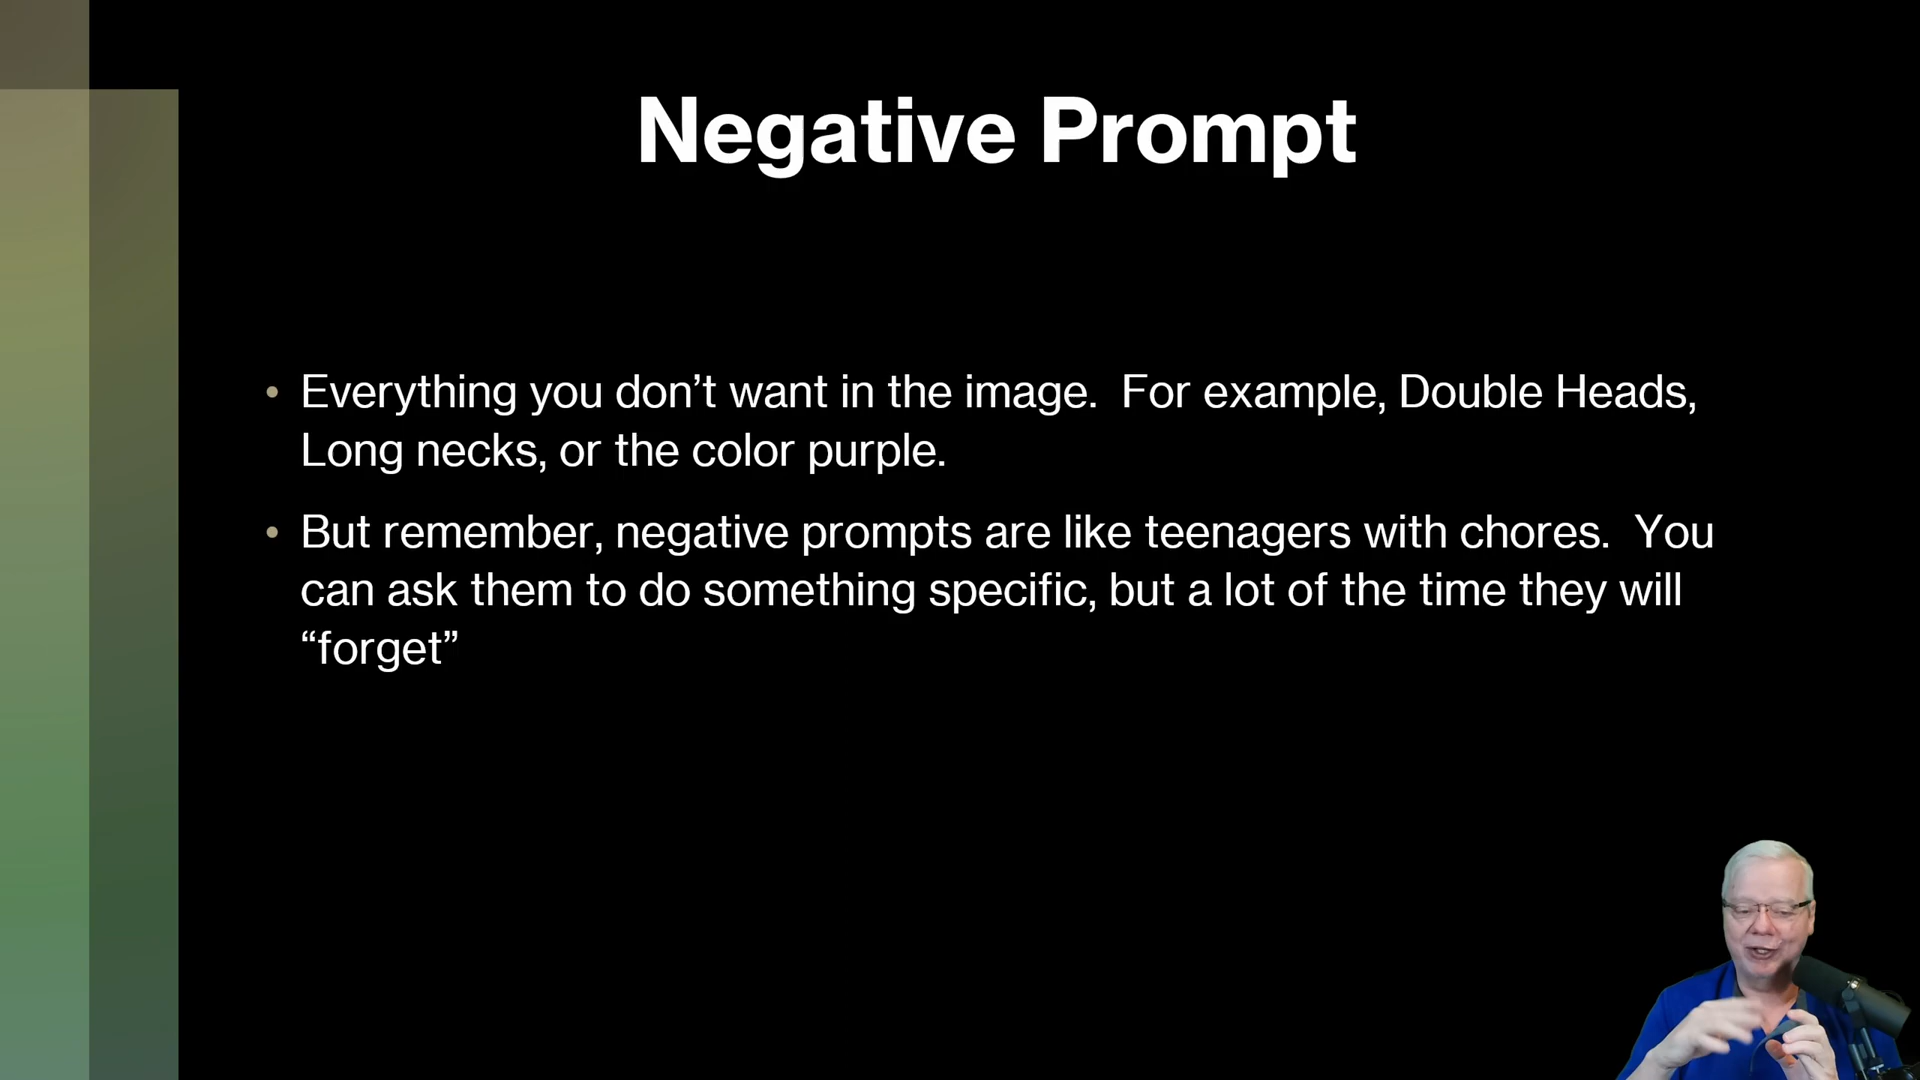 Negative Prompt
• Everything you don’t want in the image.  For example, Double Heads,
Long necks, or the color purple.
• But remember, negative prompts are like teenagers with chores.  You
can ask them to do something specific, but a lot of the time they will
“forget”